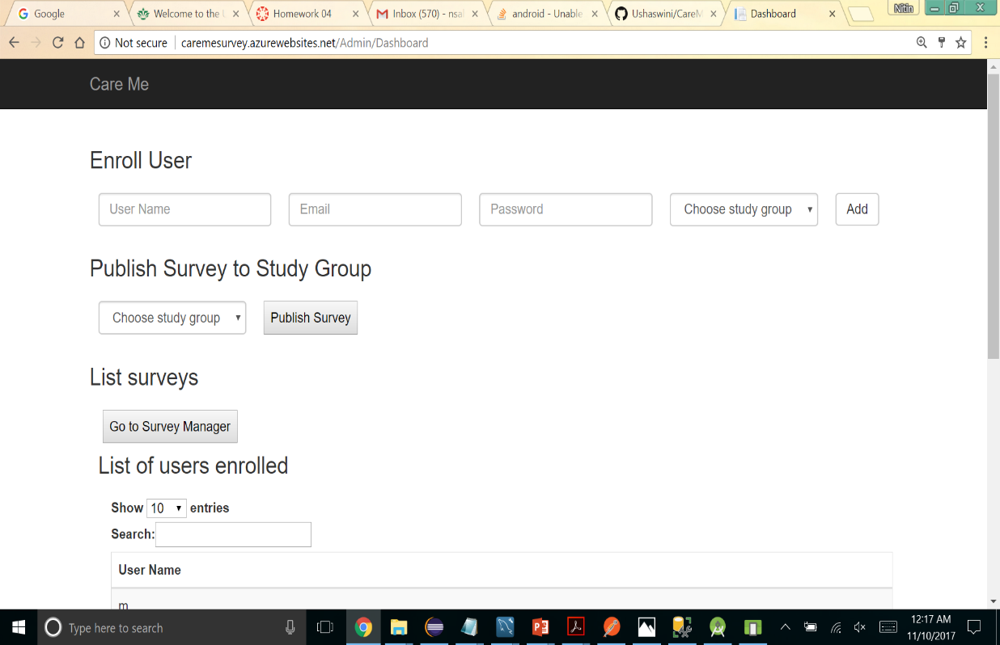 Google
Welcome to the U
Homework 04
Inbox (570) - nsal
android - Unable
Ushaswini/CareM
Dashboard
Nitin
Not secure
caremesurvey.azurewebsites.net/Admin/Dashboard
Care Me
Enroll User
User Name
Email
Password
Choose study group
Add
Publish Survey to Study Group
Choose study group
Publish Survey
List surveys
Go to Survey Manager
List of users enrolled
Show 10 entries
Search:
User Name
m
Type here to search
12:17 AM
11/10/2017